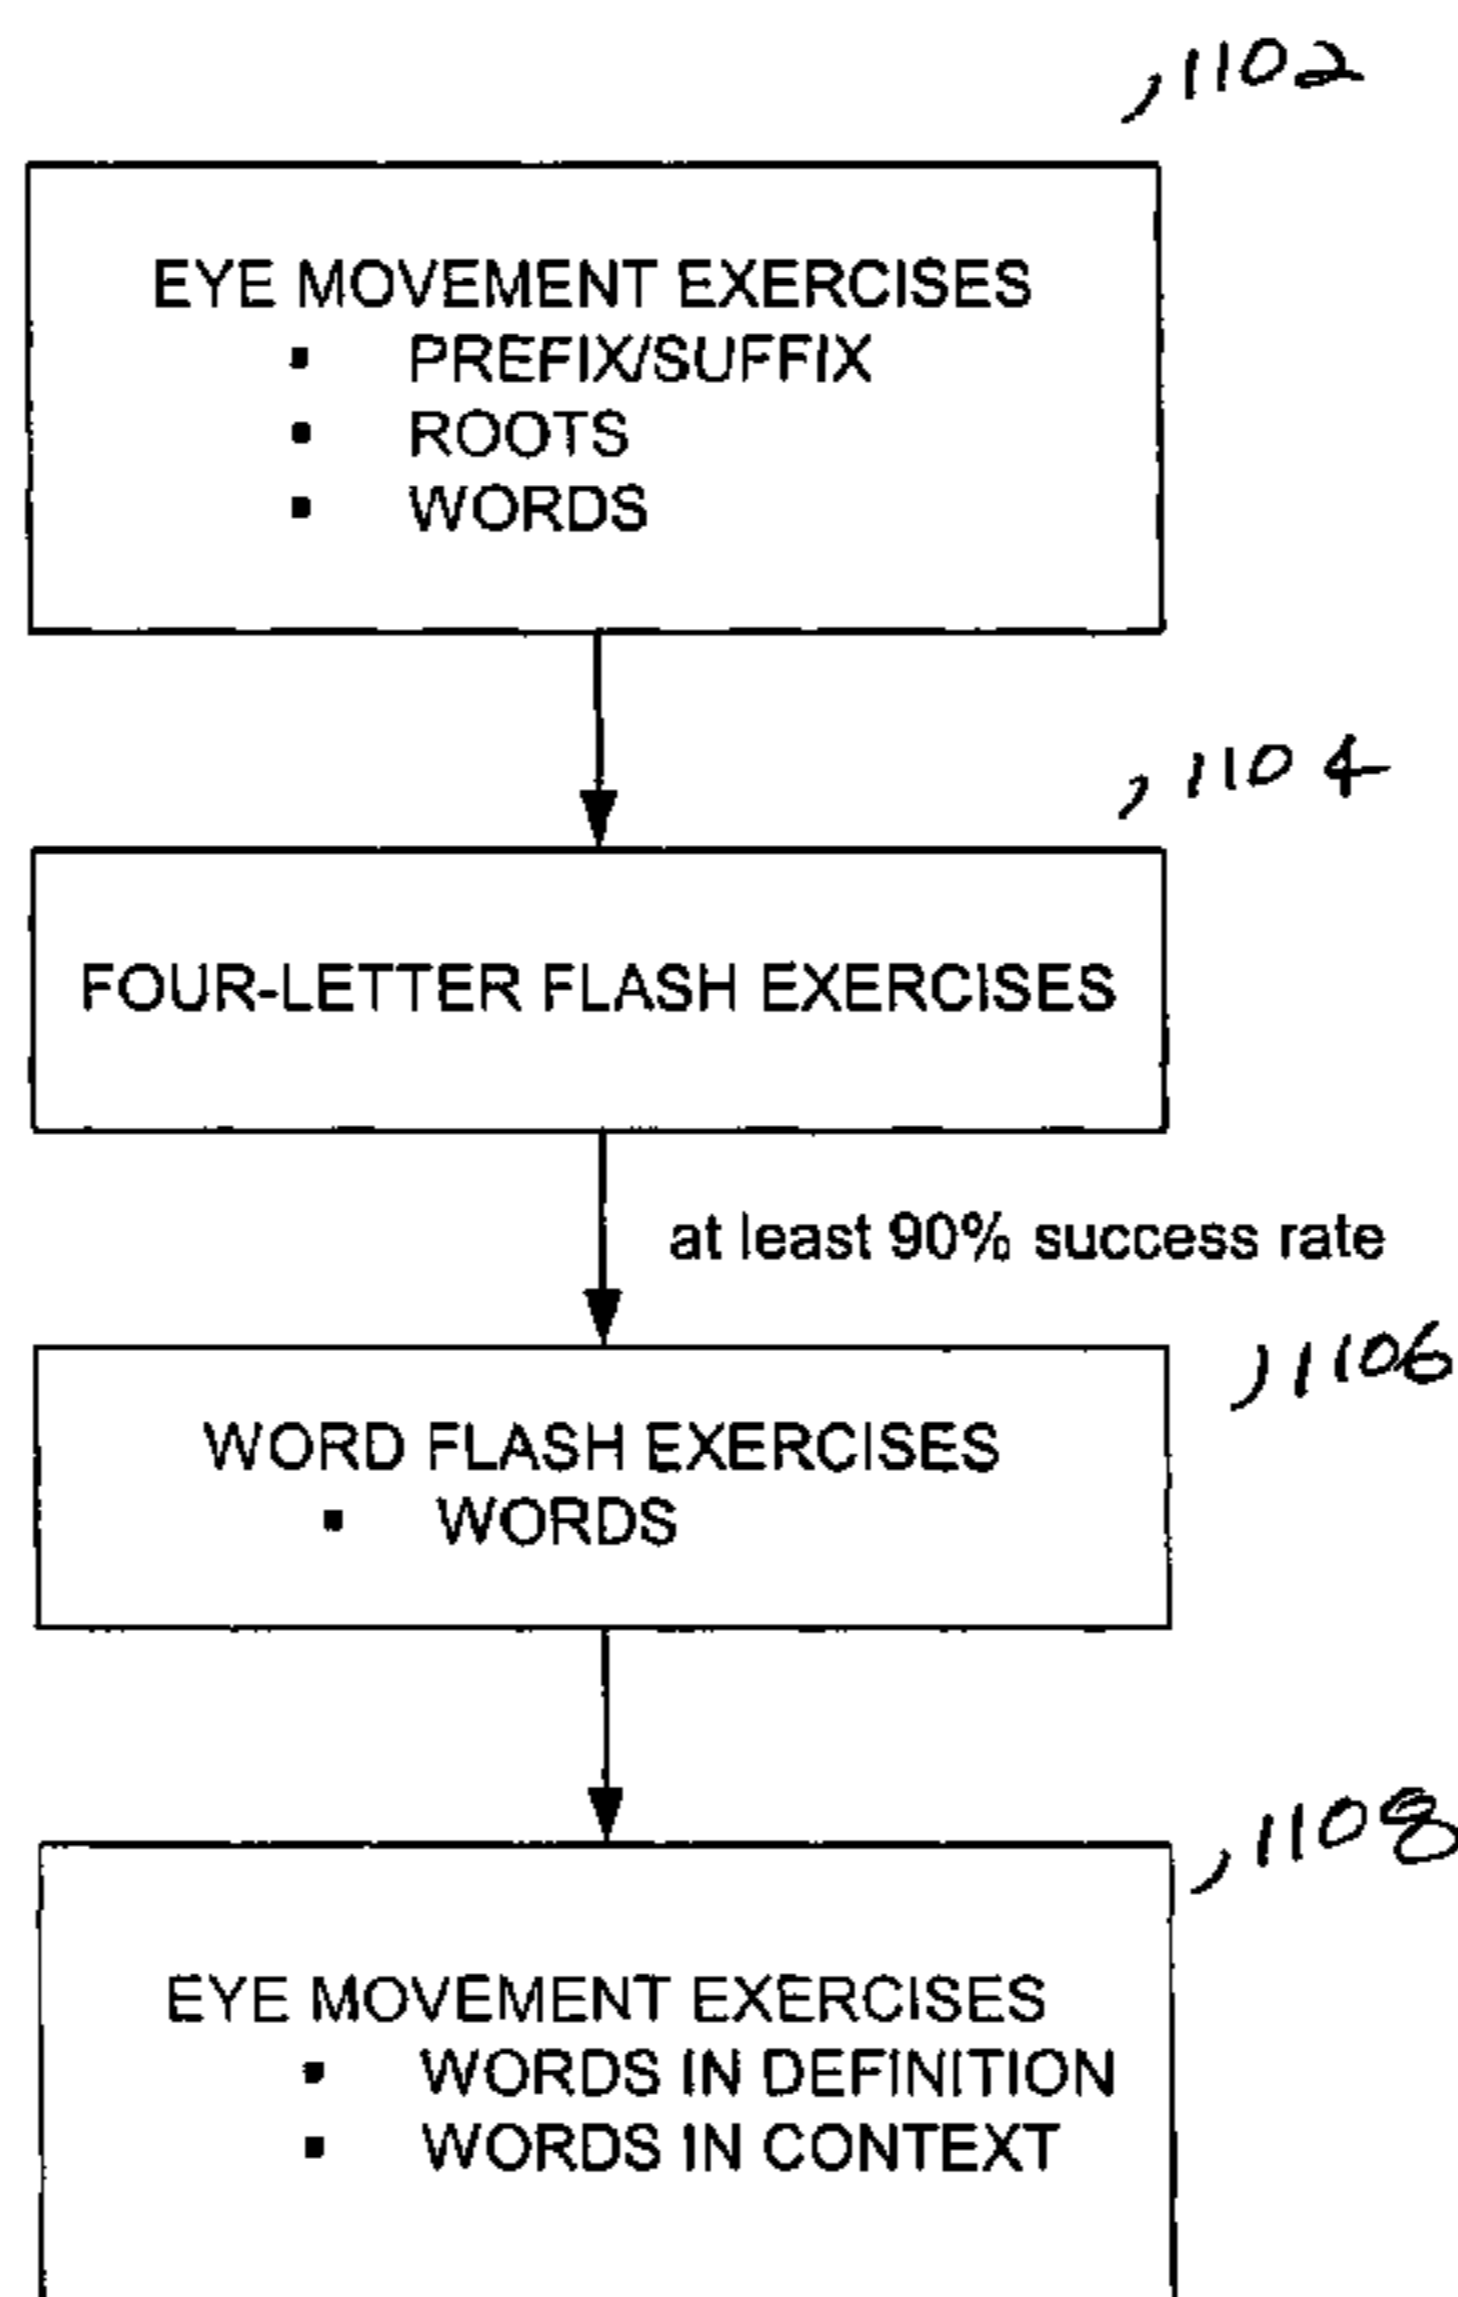 1102
EYE MOVEMENT EXERCISES
▪ PREFIX/SUFFIX
▪ ROOTS
▪ WORDS
1104
FOUR-LETTER FLASH EXERCISES
at least 90% success rate
1106
WORD FLASH EXERCISES
▪ WORDS
1108
EYE MOVEMENT EXERCISES
▪ WORDS IN DEFINITION
▪ WORDS IN CONTEXT